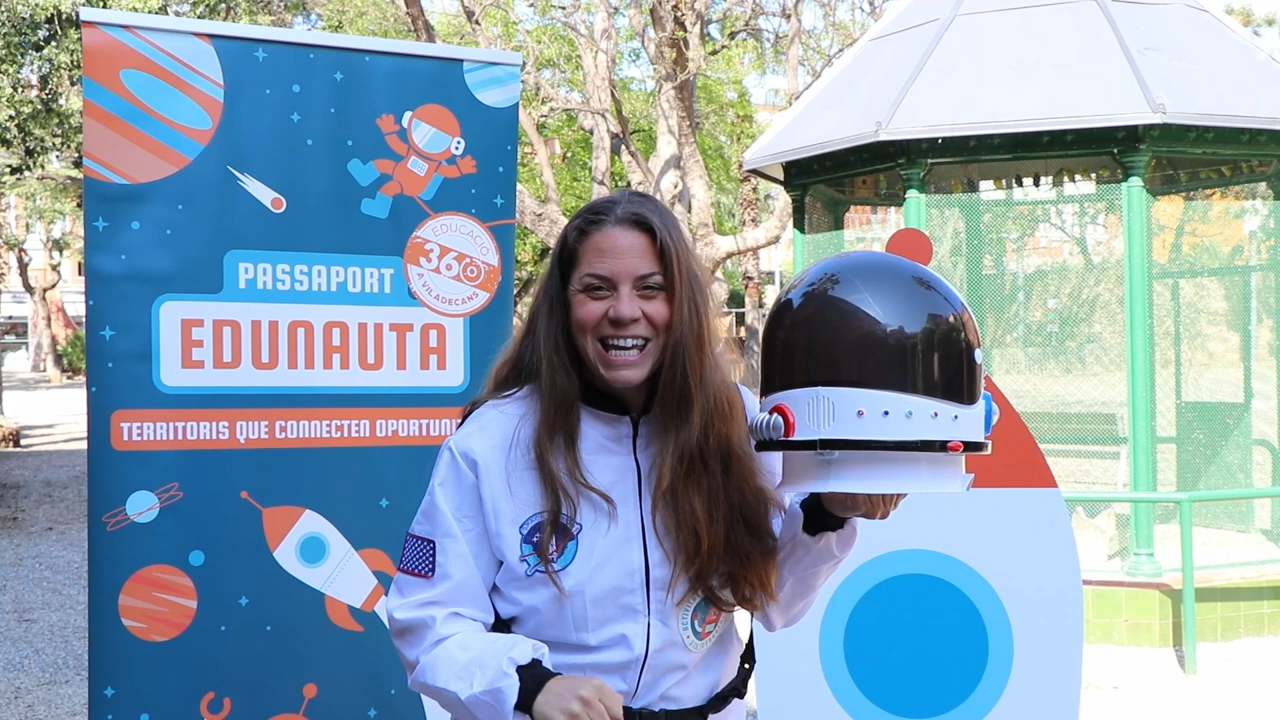 PASSAPORT
EDUNAUTA
EDUCACIÓ
360
A VILADECANS
TERRITORIS QUE CONNECTEN OPORTUNI